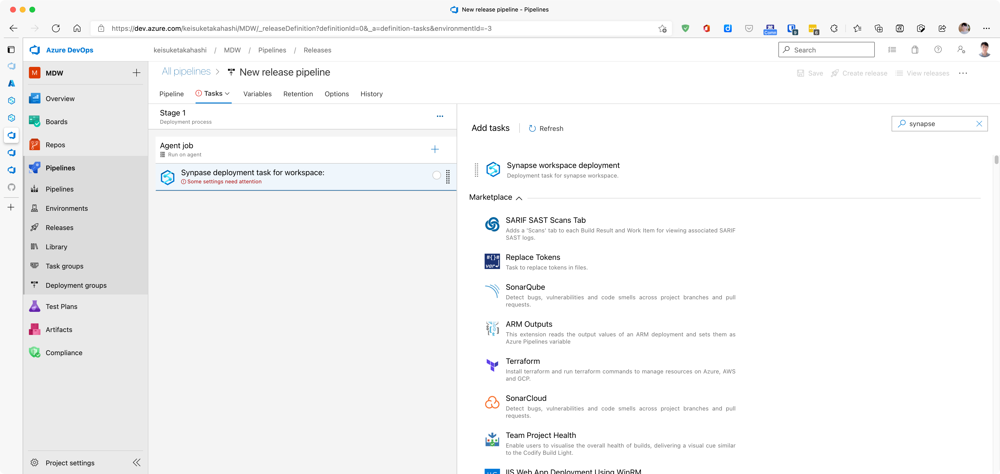 New release pipeline - Pipelines
https://dev.azure.com/keisuketakahashi/MDW/_releaseDefinition?definitionId=0&_a=definition-tasks&environmentId=-3
Comn
9
6
Azure DevOps
keisuketakahashi / MDW / Pipelines / Releases
Search
M MDW
All pipelines > New release pipeline
Save
Create release
View releases
Pipeline
Tasks
Variables
Retention
Options
History
Overview
Boards
Repos
Pipelines
Pipelines
Environments
Releases
Library
Task groups
Deployment groups
Test Plans
Artifacts
Compliance
Project settings
Stage 1
Deployment process
Agent job
Run on agent
Synpase deployment task for workspace:
Some settings need attention
Add tasks
Refresh
synapse
Synapse workspace deployment
Deployment task for synapse workspace.
Marketplace
SARIF SAST Scans Tab
Adds a 'Scans' tab to each Build Result and Work Item for viewing associated SARIF
SAST logs.
#{}#
var
Replace Tokens
Task to replace tokens in files.
SonarQube
Detect bugs, vulnerabilities and code smells across project branches and pull
requests.
ARM Outputs
This extension reads the output values of an ARM deployment and sets them as
Azure Pipelines variable
Terraform
Install terraform and run terraform commands to manage resources on Azure, AWS
and GCP.
SonarCloud
Detect bugs, vulnerabilities and code smells across project branches and pull
requests.
Team Project Health
Enable users to visualise the overall health of builds, delivering a visual cue similar
to the Codify Build Light.
IIS Web App Deployment Using WinRM